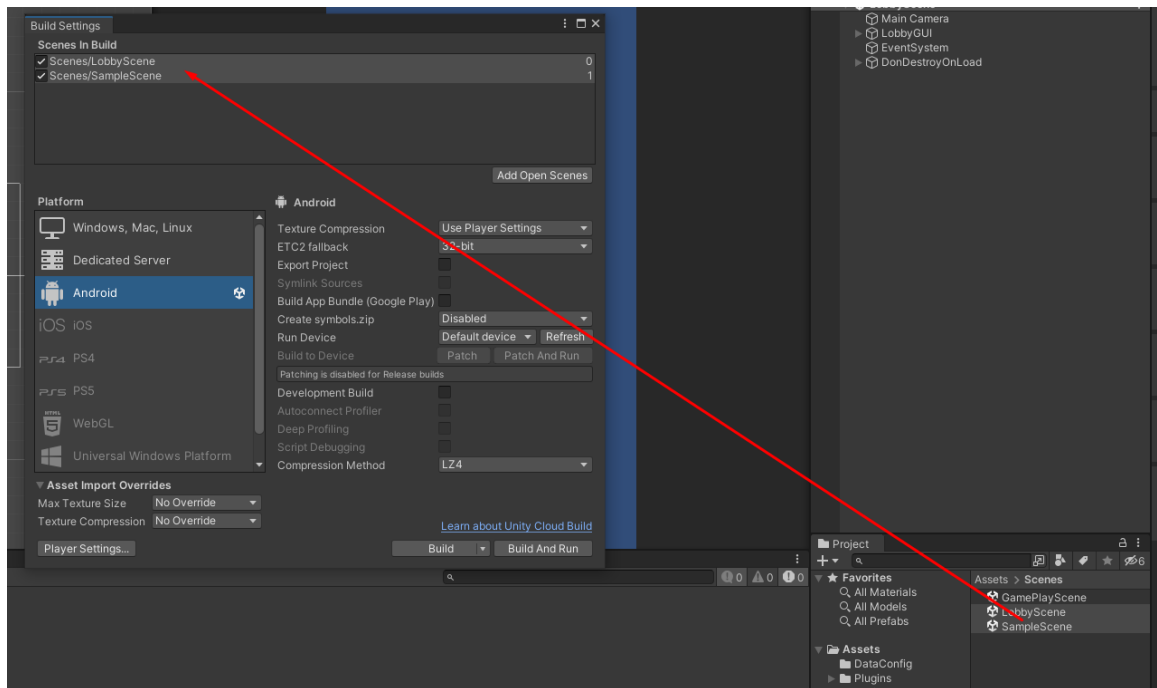 Build Settings
Scenes In Build
Scenes/LobbyScene 0
Scenes/SampleScene 1
Add Open Scenes
Platform
Windows, Mac, Linux
Dedicated Server
Android
iOS iOS
PS4 PS4
PS5 PS5
HTML 5 WebGL
Universal Windows Platform
Android
Texture Compression Use Player Settings
ETC2 fallback 32-bit
Export Project
Symlink Sources
Build App Bundle (Google Play)
Create symbols.zip Disabled
Run Device Default device Refresh
Build to Device Patch Patch And Run
Patching is disabled for Release builds
Development Build
Autoconnect Profiler
Deep Profiling
Script Debugging
Compression Method LZ4
Asset Import Overrides
Max Texture Size No Override
Texture Compression No Override
Learn about Unity Cloud Build
Player Settings...
Build Build And Run
0 0 0
LobbyScene
Main Camera
LobbyGUI
EventSystem
DonDestroyOnLoad
Project
6
Favorites
All Materials
All Models
All Prefabs
Assets
DataConfig
Plugins
Assets > Scenes
GamePlayScene
LobbyScene
SampleScene